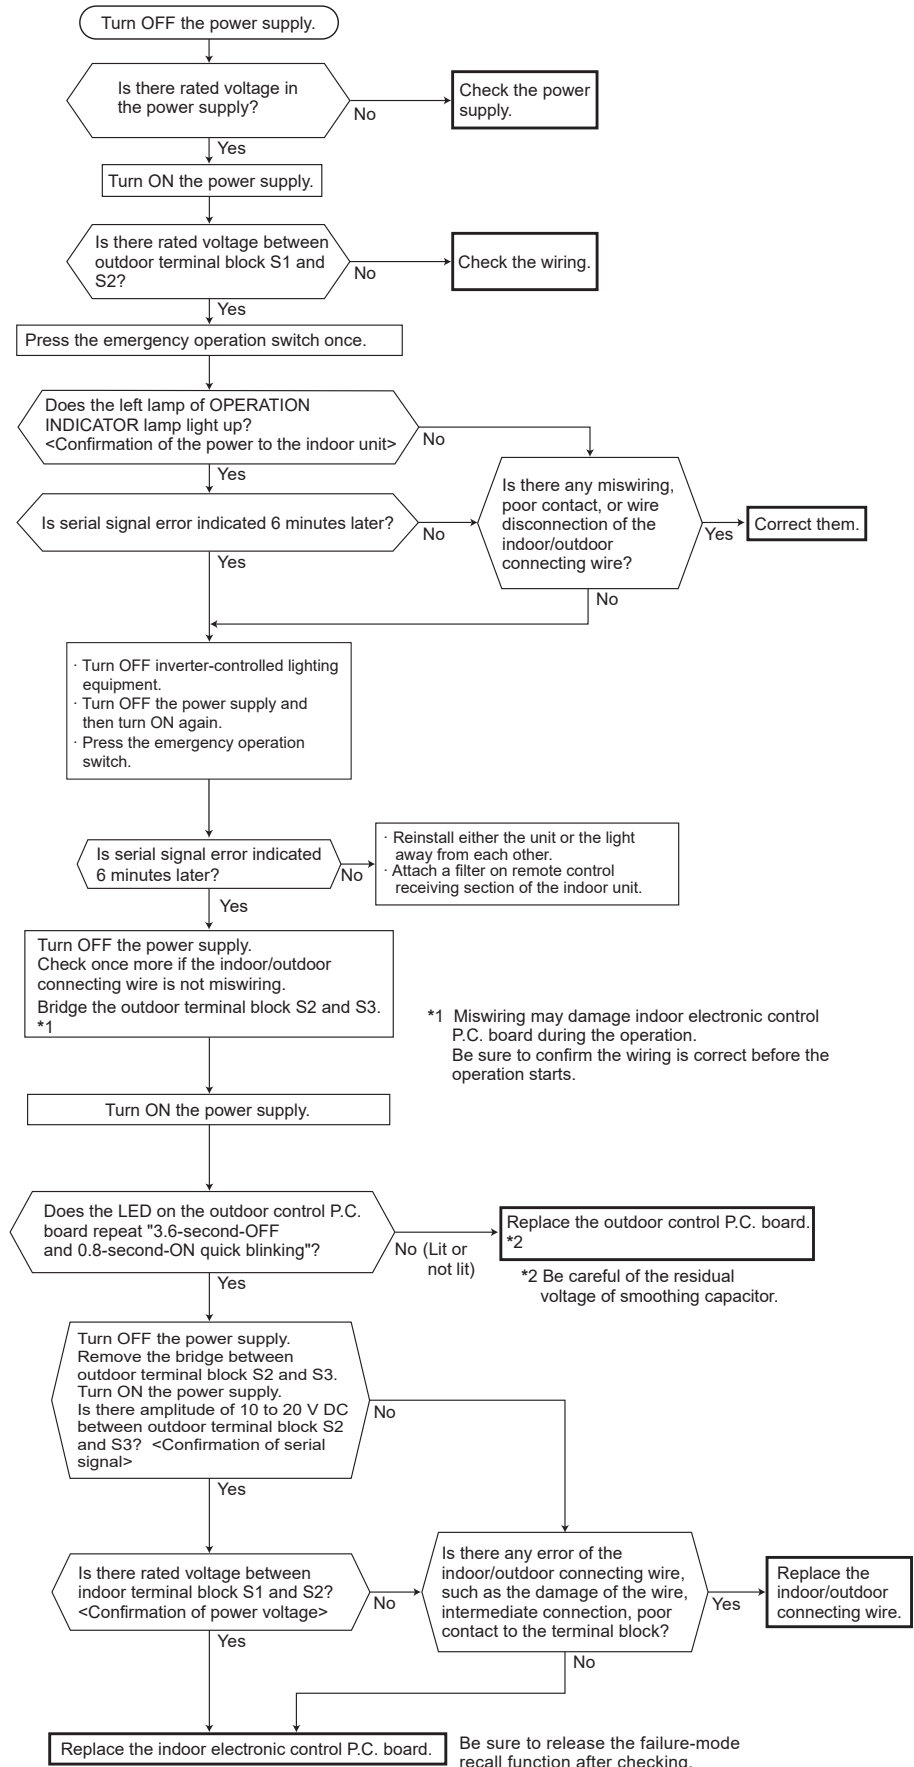 Turn OFF the power supply.
Is there rated voltage in
the power supply?
No
Check the power
supply.
Yes
Turn ON the power supply.
Is there rated voltage between
outdoor terminal block S1 and
S2?
No
Check the wiring.
Yes
Press the emergency operation switch once.
Does the left lamp of OPERATION
INDICATOR lamp light up?
<Confirmation of the power to the indoor unit>
No
Yes
Is serial signal error indicated 6 minutes later?
No
Is there any miswiring,
poor contact, or wire
disconnection of the
indoor/outdoor
connecting wire?
Yes
Correct them.
Yes
No
· Turn OFF inverter-controlled lighting
equipment.
· Turn OFF the power supply and
then turn ON again.
· Press the emergency operation
switch.
Is serial signal error indicated
6 minutes later?
No
· Reinstall either the unit or the light
away from each other.
· Attach a filter on remote control
receiving section of the indoor unit.
Yes
Turn OFF the power supply.
Check once more if the indoor/outdoor
connecting wire is not miswiring.
Bridge the outdoor terminal block S2 and S3.
*1
*1 Miswiring may damage indoor electronic control
P.C. board during the operation.
Be sure to confirm the wiring is correct before the
operation starts.
Turn ON the power supply.
Does the LED on the outdoor control P.C.
board repeat "3.6-second-OFF
and 0.8-second-ON quick blinking"?
No (Lit or
not lit)
Replace the outdoor control P.C. board.
*2
*2 Be careful of the residual
voltage of smoothing capacitor.
Yes
Turn OFF the power supply.
Remove the bridge between
outdoor terminal block S2 and S3.
Turn ON the power supply.
Is there amplitude of 10 to 20 V DC
between outdoor terminal block S2
and S3? <Confirmation of serial
signal>
No
Yes
Is there rated voltage between
indoor terminal block S1 and S2?
<Confirmation of power voltage>
No
Is there any error of the
indoor/outdoor connecting wire,
such as the damage of the wire,
intermediate connection, poor
contact to the terminal block?
Yes
Replace the
indoor/outdoor
connecting wire.
Yes
No
Replace the indoor electronic control P.C. board.
Be sure to release the failure-mode
recall function after checking.